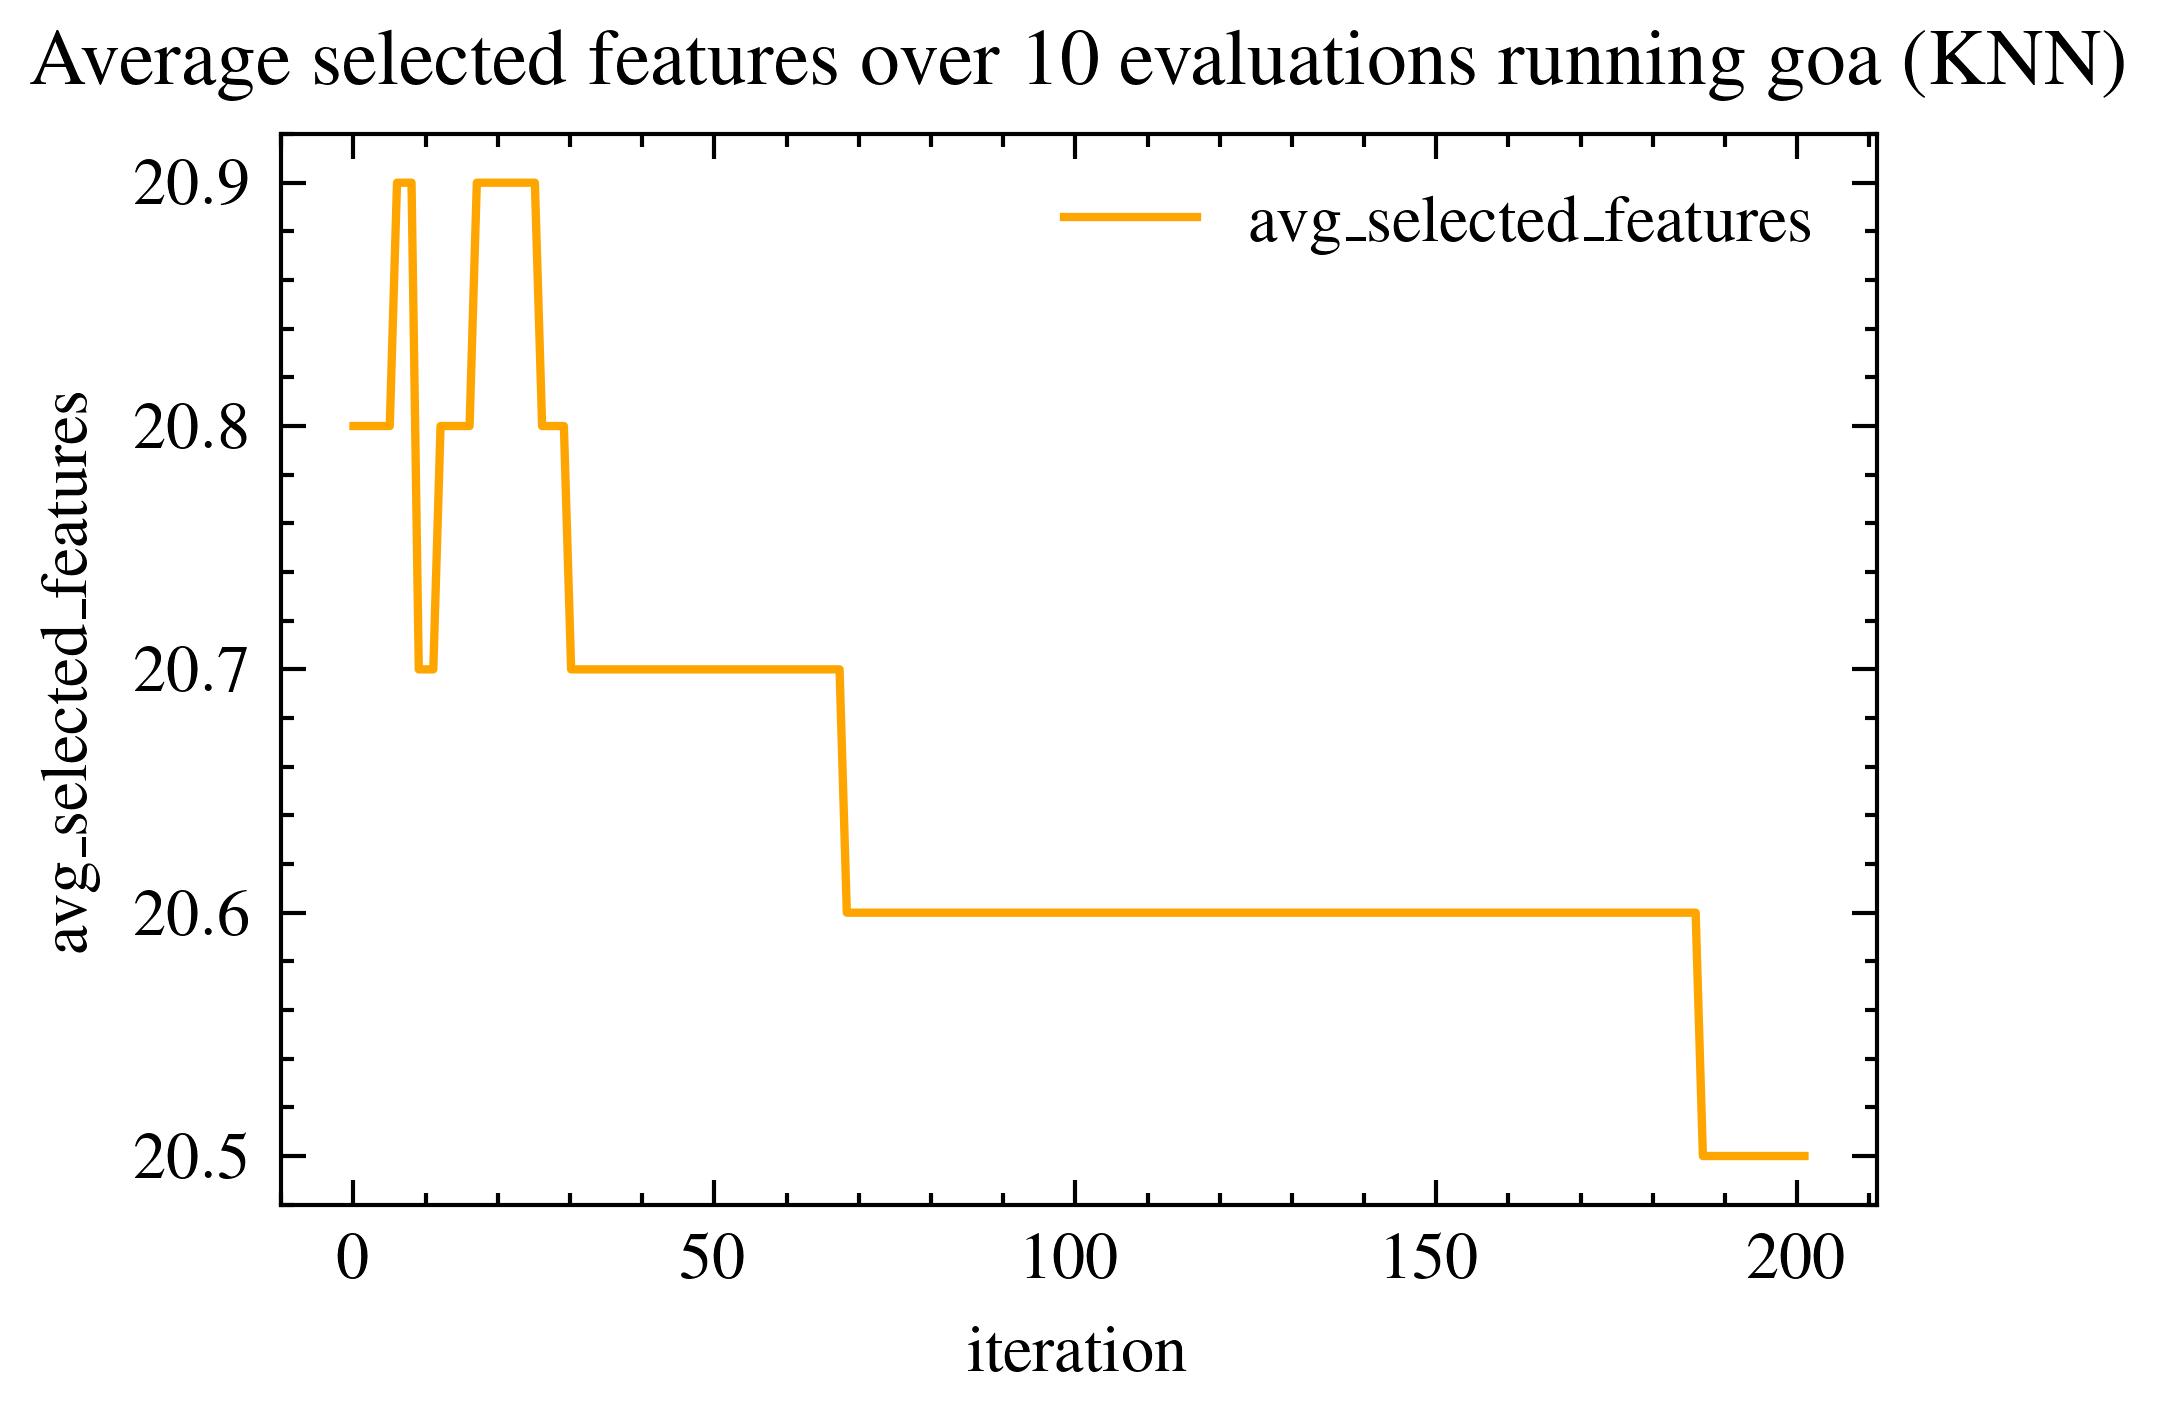 Average selected features over 10 evaluations running goa (KNN)
avg_selected_features
20.9
20.8
20.7
20.6
20.5
avg_selected_features
0 50 100 150 200
iteration